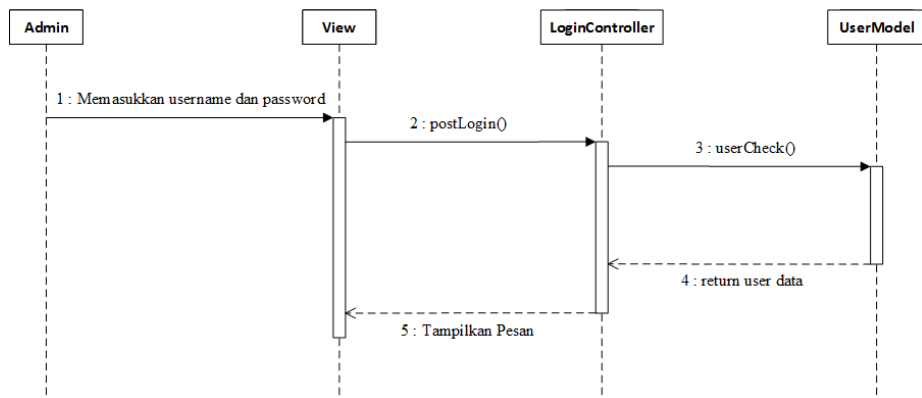 Admin
View
LoginController
UserModel
1 : Memasukkan username dan password
2 : postLogin()
3 : userCheck()
4 : return user data
5 : Tampilkan Pesan